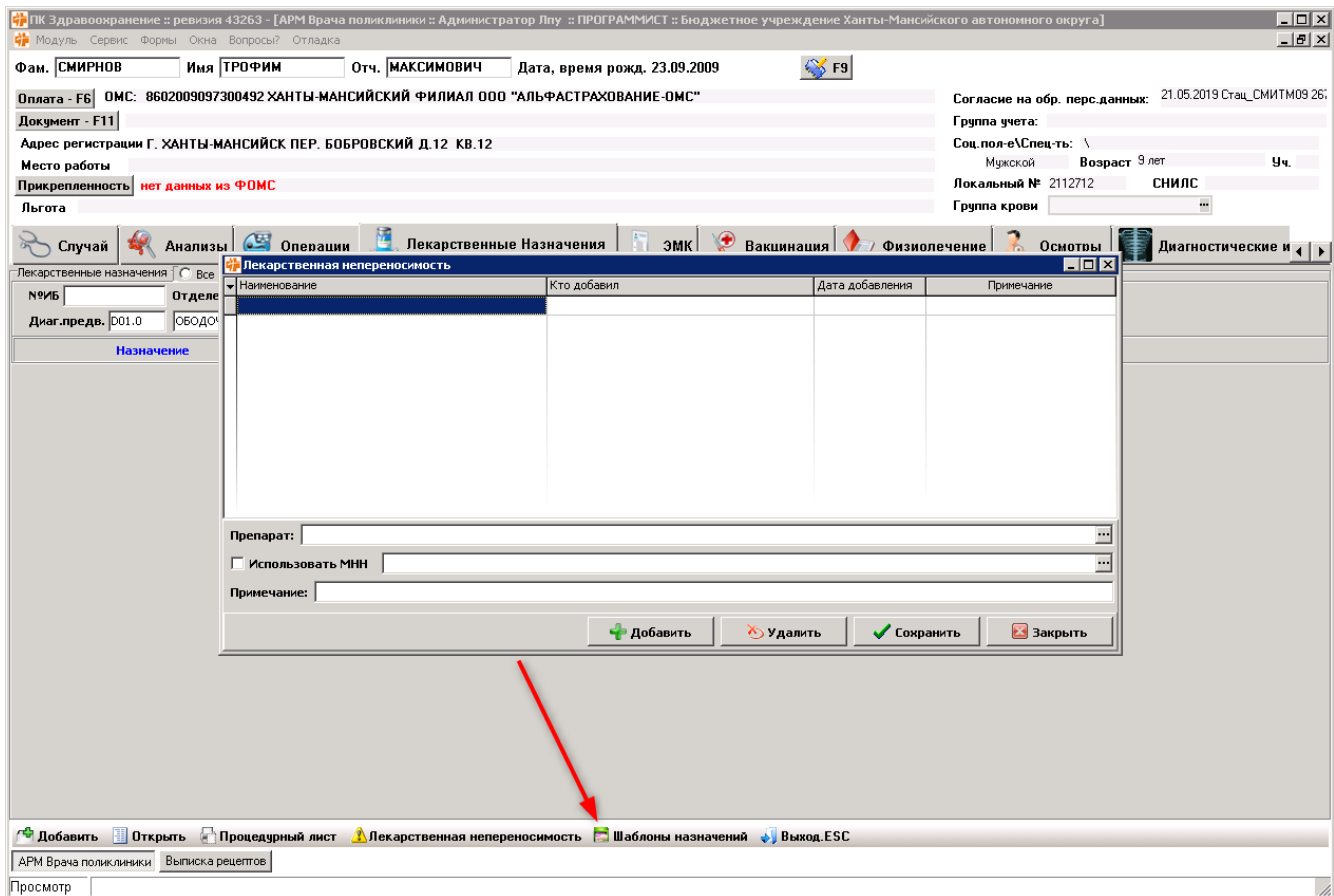 ПК Здравоохранение :: ревизия 43263 - [АРМ Врача поликлиники :: Администратор Лпу :: ПРОГРАММИСТ :: Бюджетное учреждение Ханты-Мансийского автономного округа]
Модуль Сервис Формы Окна Вопросы? Отладка
Фам. СМИРНОВ Имя ТРОФИМ Отч. МАКСИМОВИЧ Дата, время рожд. 23.09.2009 F9
Оплата - F6 ОМС: 8602009097300492 ХАНТЫ-МАНСИЙСКИЙ ФИЛИАЛ ООО "АЛЬФАСТРАХОВАНИЕ-ОМС" Согласие на обр. перс.данных: 21.05.2019 Стац_СМИТМ09 267
Документ - F11 Группа учета:
Адрес регистрации Г. ХАНТЫ-МАНСИЙСК ПЕР. БОБРОВСКИЙ Д.12 КВ.12 Соц.пол-е\Спец-ть: \
Место работы Мужской Возраст 9 лет Уч.
Прикрепленность нет данных из ФОМС Локальный № 2112712 СНИЛС
Льгота Группа крови ...
Случай Анализы Операции Лекарственные Назначения ЭМК Вакцинация Физиолечение Осмотры Диагностические и
Лекарственные назначения Все Лекарственная непереносимость
Наименование Кто добавил Дата добавления Примечание
№ИБ Отделе
Диаг.предв. D01.0 ОБОДОЧ
Назначение
Препарат: ...
Использовать МНН ...
Примечание:
Добавить Удалить Сохранить Закрыть
Добавить Открыть Процедурный лист Лекарственная непереносимость Шаблоны назначений Выход.ESC
АРМ Врача поликлиники Выписка рецептов
Просмотр